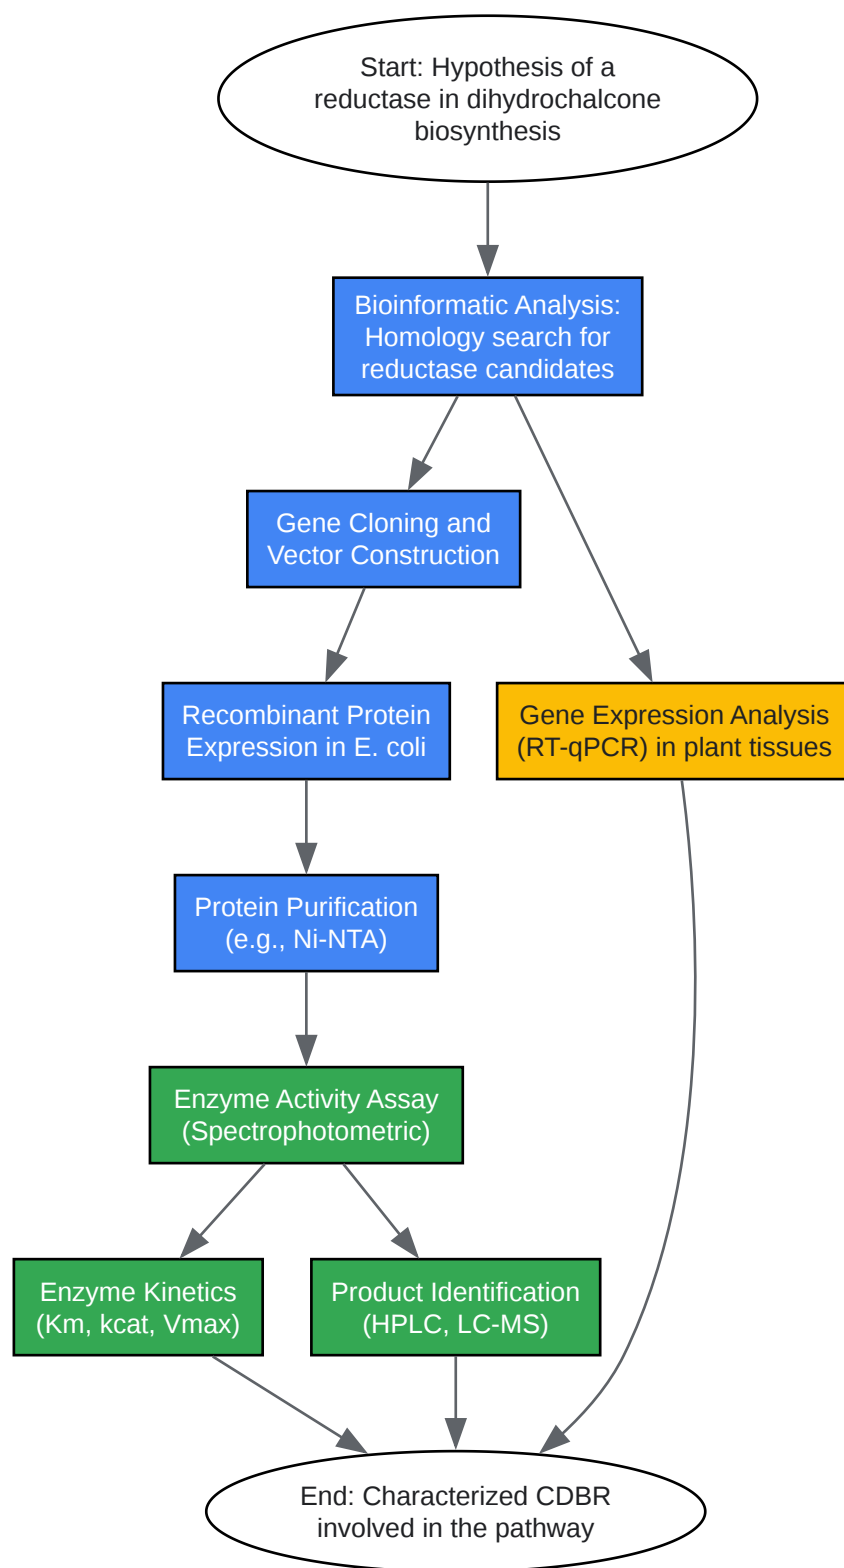 Start: Hypothesis of a
reductase in dihydrochalcone
biosynthesis
Bioinformatic Analysis:
Homology search for
reductase candidates
Gene Cloning and
Vector Construction
Recombinant Protein
Expression in E. coli
Gene Expression Analysis
(RT-qPCR) in plant tissues
Protein Purification
(e.g., Ni-NTA)
Enzyme Activity Assay
(Spectrophotometric)
Enzyme Kinetics
(Km, kcat, Vmax)
Product Identification
(HPLC, LC-MS)
End: Characterized CDBR
involved in the pathway